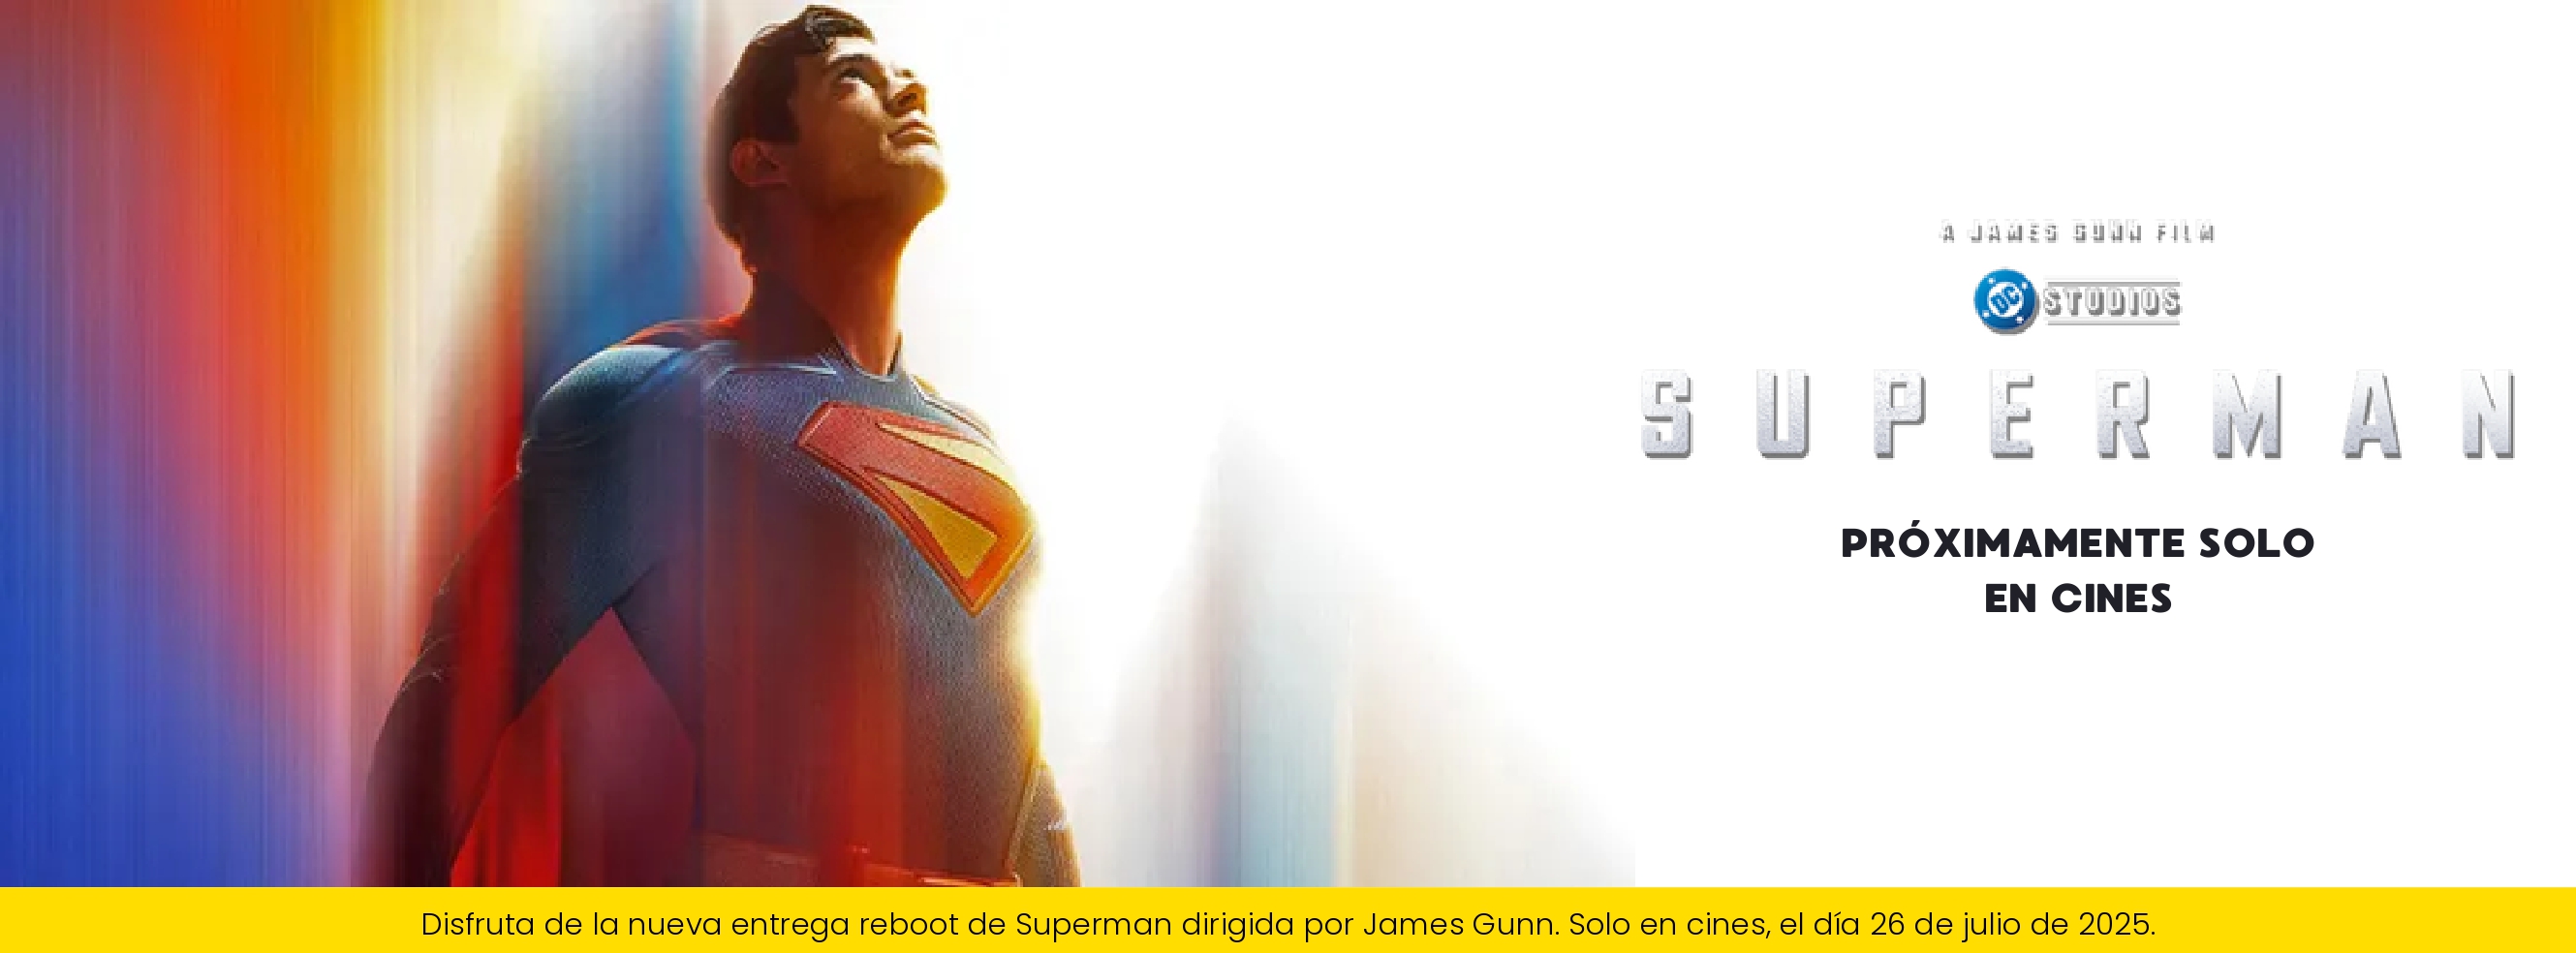 A JAMES GUNN FILM
DC STUDIOS
SUPERMAN
PRÓXIMAMENTE SOLO
EN CINES
Disfruta de la nueva entrega reboot de Superman dirigida por James Gunn. Solo en cines, el día 26 de julio de 2025.